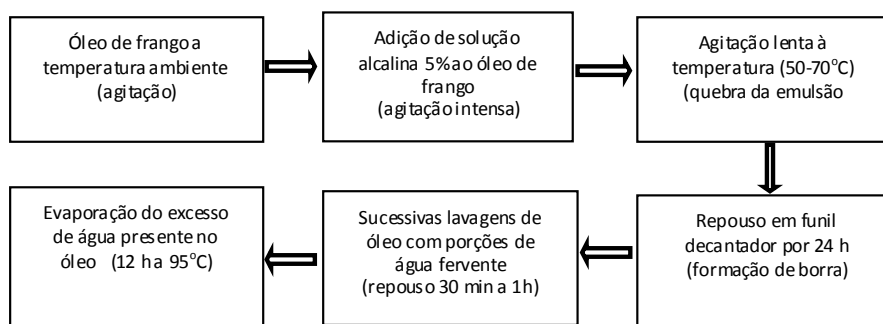 Óleo de frango a
temperatura ambiente
(agitação)
Adição de solução
alcalina 5% ao óleo de
frango
(agitação intensa)
Agitação lenta à
temperatura (50-70°C)
(quebra da emulsão
Repouso em funil
decantador por 24 h
(formação de borra)
Sucessivas lavagens de
óleo com porções de
água fervente
(repouso 30 min a 1h)
Evaporação do excesso
de água presente no
óleo (12 h a 95°C)